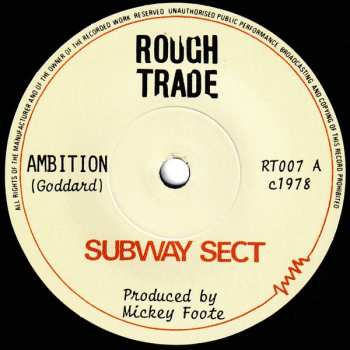 ALL RIGHTS OF THE MANUFACTURER AND OF THE OWNER OF THE RECORDED WORK RESERVED UNAUTHORISED PUBLIC PERFORMANCE BROADCASTING AND COPYING OF THIS RECORD PROHIBITED
ROUGH
TRADE
AMBITION
(Goddard)
RT007 A
c1978
SUBWAY SECT
Produced by
Mickey Foote